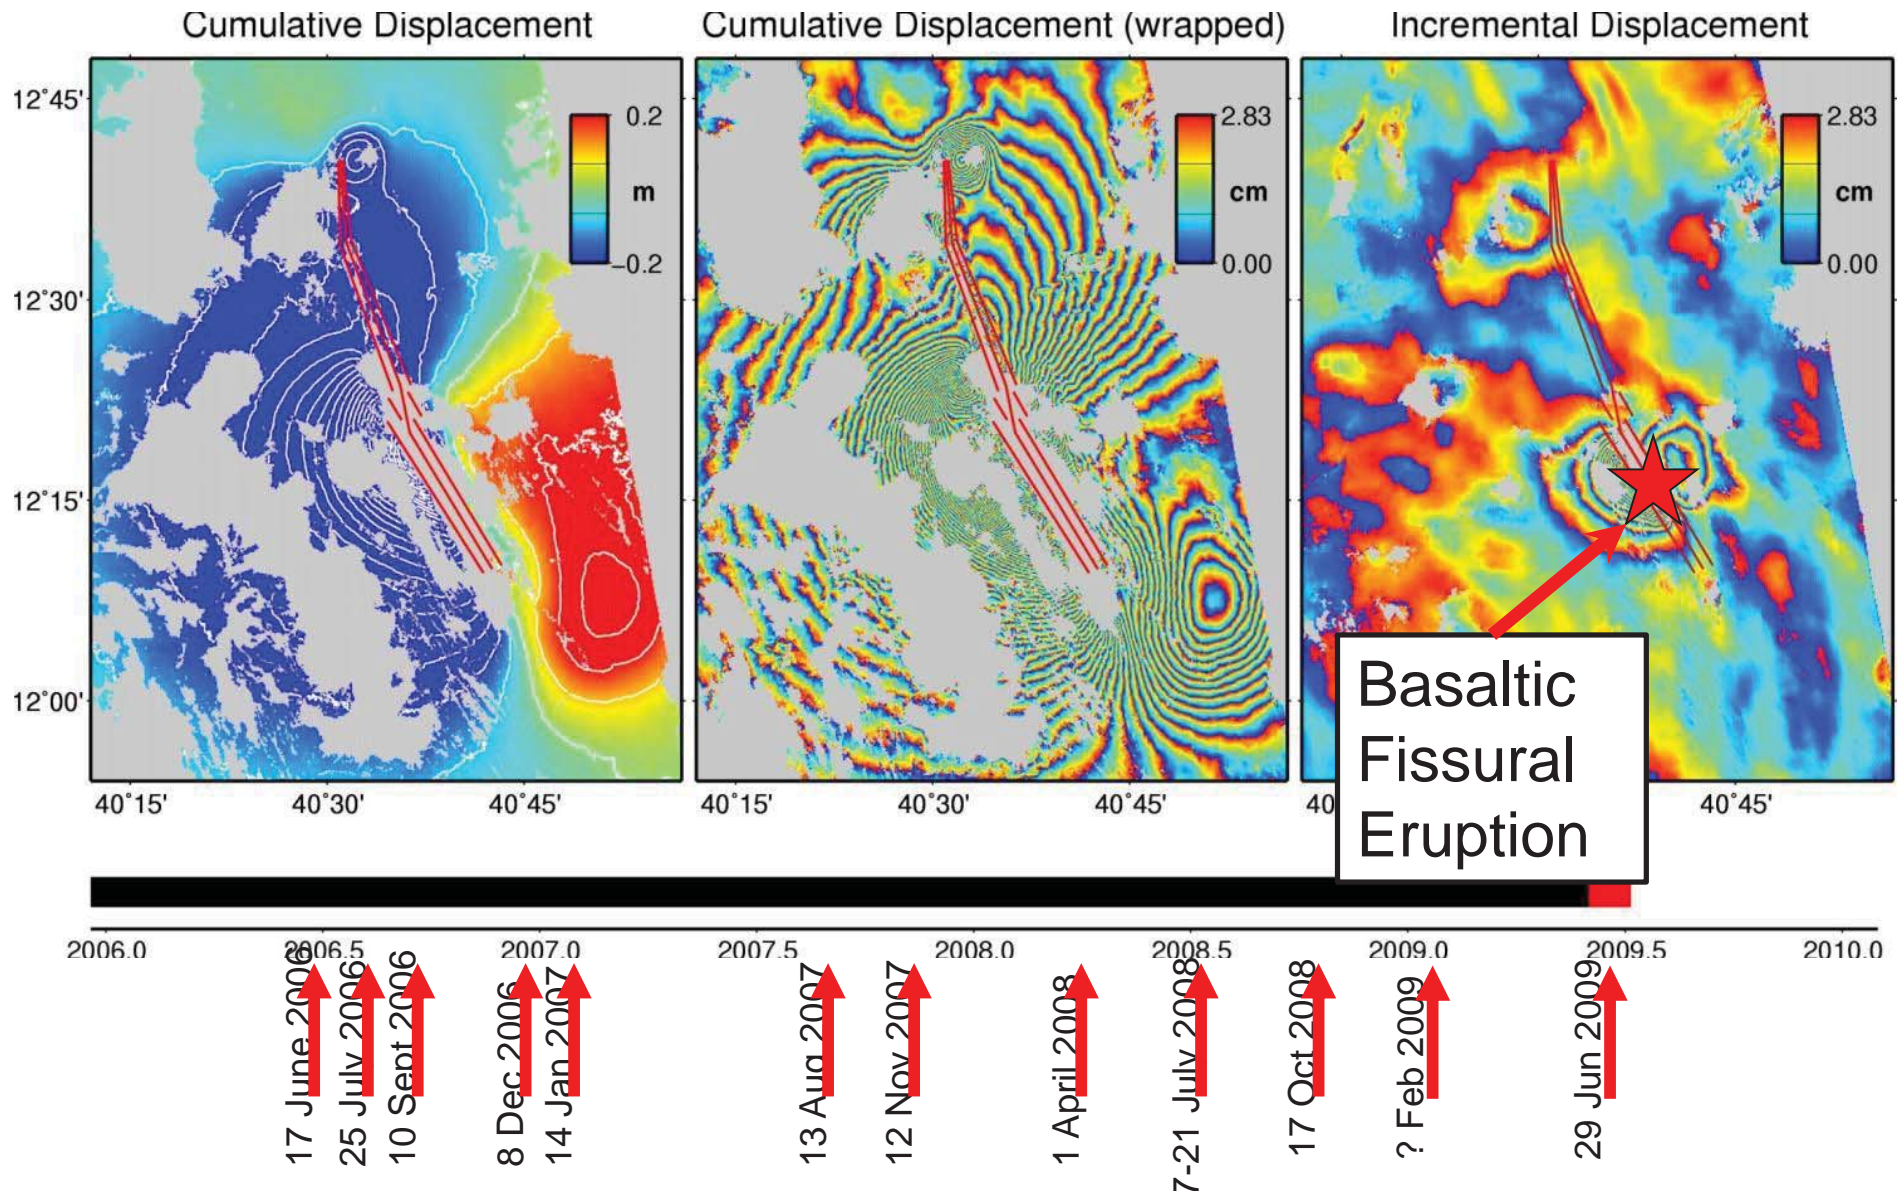 Cumulative Displacement
Cumulative Displacement (wrapped)
Incremental Displacement
12°45'
12°30'
12°15'
12°00'
0.2
m
−0.2
2.83
cm
0.00
2.83
cm
0.00
40°15'
40°30'
40°45'
40°15'
40°30'
40°45'
40
40°45'
Basaltic
Fissural
Eruption
2006.0
2006.5
2007.0
2007.5
2008.0
2008.5
2009.0
2009.5
2010.0
17 June 2006
25 July 2006
10 Sept 2006
8 Dec 2006
14 Jan 2007
13 Aug 2007
12 Nov 2007
1 April 2008
7-21 July 2008
17 Oct 2008
? Feb 2009
29 Jun 2009